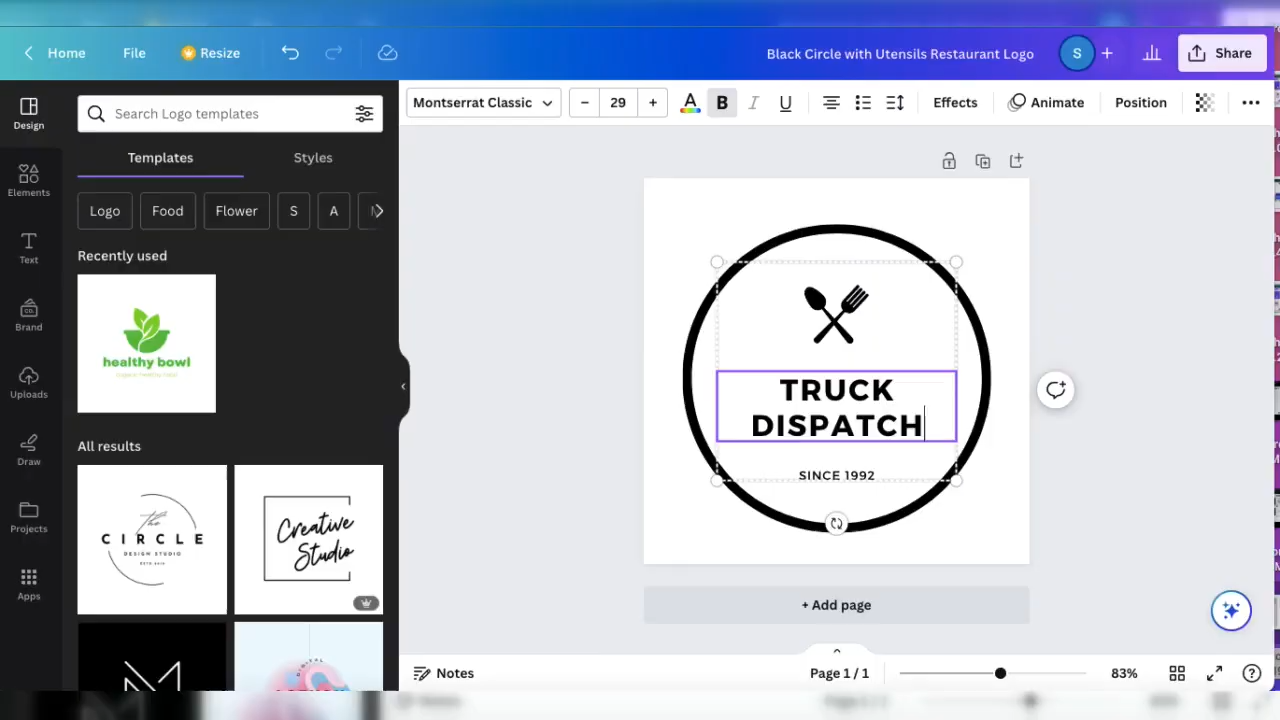 Home
File
Resize
Black Circle with Utensils Restaurant Logo
S
Share
Design
Elements
Text
Brand
Uploads
Draw
Projects
Apps
Search Logo templates
Templates
Styles
Logo
Food
Flower
S
A
Recently used
healthy bowl
All results
the
CIRCLE
DESIGN STUDIO
Creative
Studio
DIGITAL
Montserrat Classic
– 29 +
A
B
I
U
Effects
Animate
Position
TRUCK
DISPATCH
SINCE 1992
+ Add page
Notes
Page 1 / 1
83%